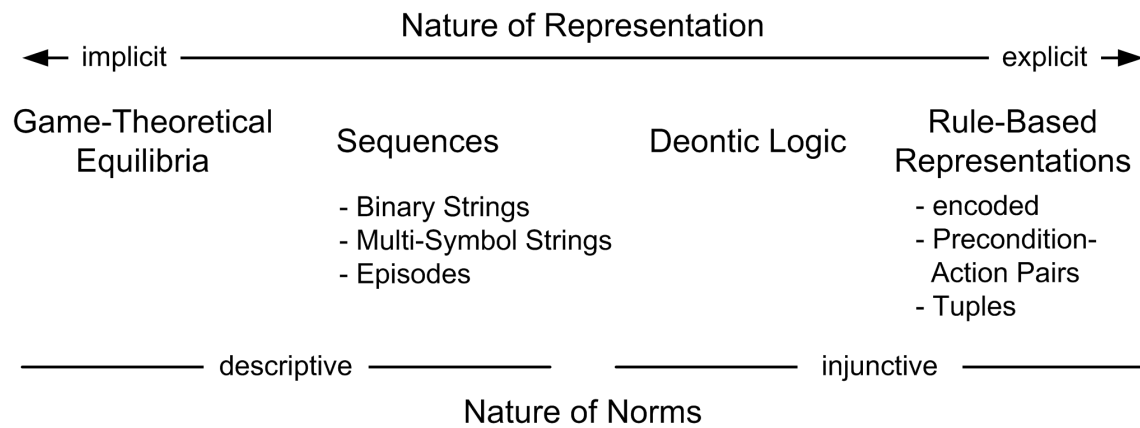 Nature of Representation
implicit
explicit
Game-Theoretical
Equilibria
Sequences
- Binary Strings
- Multi-Symbol Strings
- Episodes
Deontic Logic
Rule-Based
Representations
- encoded
- Precondition-
Action Pairs
- Tuples
descriptive
injunctive
Nature of Norms